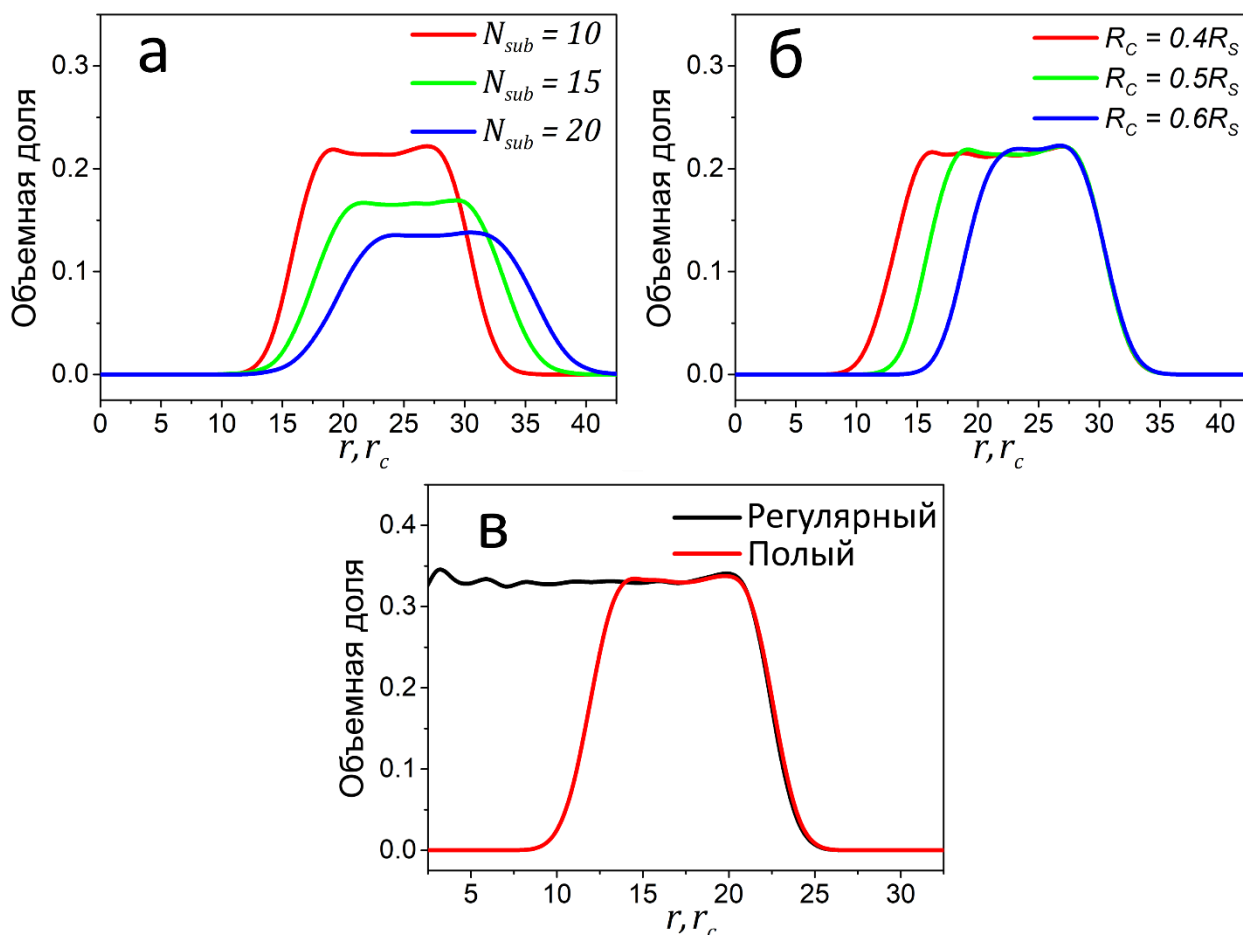 а
N_sub = 10
N_sub = 15
N_sub = 20
Объемная доля
0.3
0.2
0.1
0.0
0 5 10 15 20 25 30 35 40
r, r_c
б
R_C = 0.4R_S
R_C = 0.5R_S
R_C = 0.6R_S
Объемная доля
0.3
0.2
0.1
0.0
0 5 10 15 20 25 30 35 40
r, r_c
в
Регулярный
Полый
Объемная доля
0.4
0.3
0.2
0.1
0.0
5 10 15 20 25 30
r, r_c